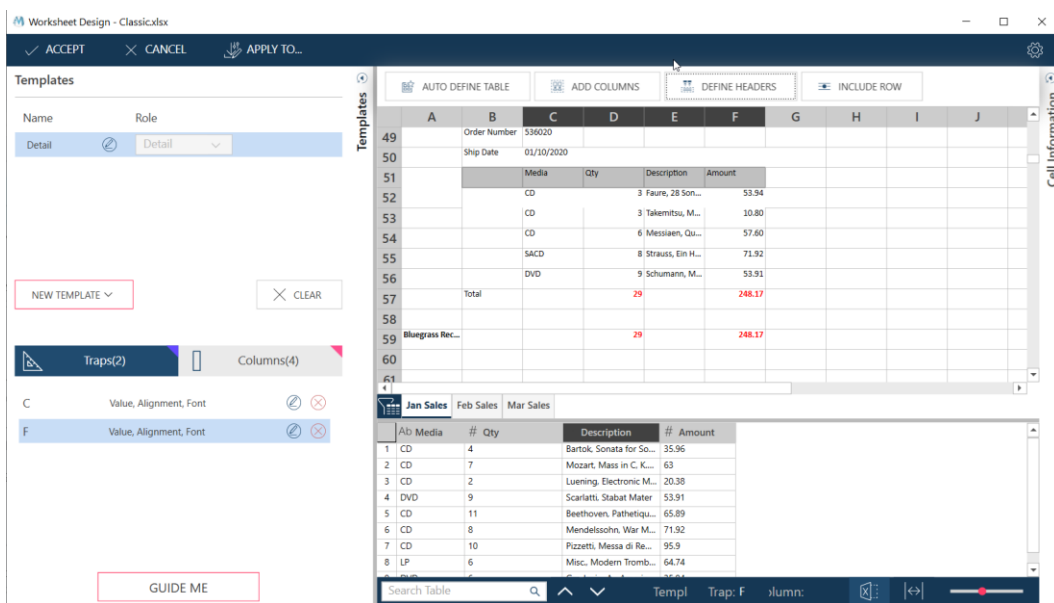 Worksheet Design - Classic.xlsx
ACCEPT CANCEL APPLY TO...
Templates
Name Role
Detail Detail
NEW TEMPLATE CLEAR
Traps(2) Columns(4)
C Value, Alignment, Font
F Value, Alignment, Font
GUIDE ME
Templates
AUTO DEFINE TABLE ADD COLUMNS DEFINE HEADERS INCLUDE ROW
Cell Information
A B C D E F G H I J
49 Order Number 536020
50 Ship Date 01/10/2020
51 Media Qty Description Amount
52 CD 3 Faure, 28 Son... 53.94
53 CD 3 Takemitsu, M... 10.80
54 CD 6 Messiaen, Qu... 57.60
55 SACD 8 Strauss, Ein H... 71.92
56 DVD 9 Schumann, M... 53.91
57 Total 29 248.17
58
59 Bluegrass Rec... 29 248.17
60
61
Jan Sales Feb Sales Mar Sales
Ab Media # Qty Description # Amount
1 CD 4 Bartok, Sonata for So... 35.96
2 CD 7 Mozart, Mass in C, K.... 63
3 CD 2 Luening, Electronic M... 20.38
4 DVD 9 Scarlatti, Stabat Mater 53.91
5 CD 11 Beethoven, Pathetiqu... 65.89
6 CD 8 Mendelssohn, War M... 71.92
7 CD 10 Pizzetti, Messa di Re... 95.9
8 LP 6 Misc., Modern Tromb... 64.74
Search Table Templ Trap: F olumn: